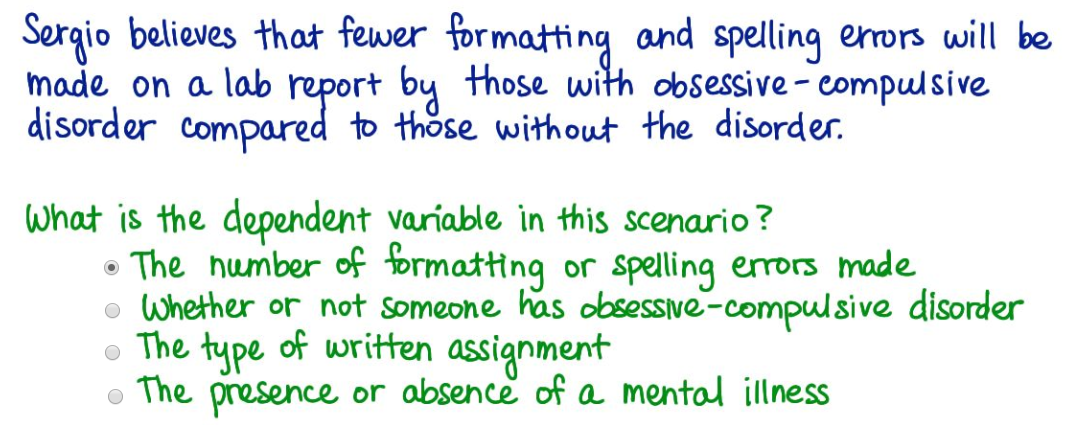 Sergio believes that fewer formatting and spelling errors will be
made on a lab report by those with obsessive-compulsive
disorder compared to those without the disorder.
What is the dependent variable in this scenario?
The number of formatting or spelling errors made
Whether or not someone has obsessive-compulsive disorder
The type of written assignment
The presence or absence of a mental illness